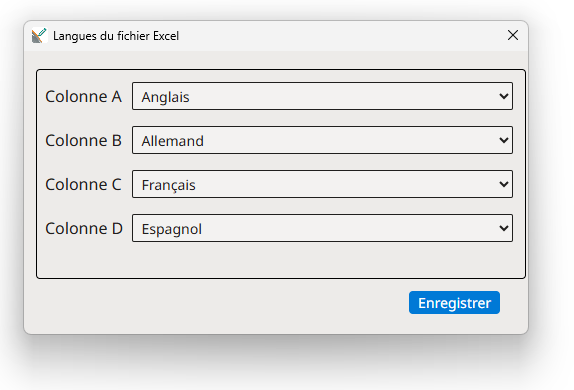 Langues du fichier Excel
Colonne A Anglais
Colonne B Allemand
Colonne C Français
Colonne D Espagnol
Enregistrer